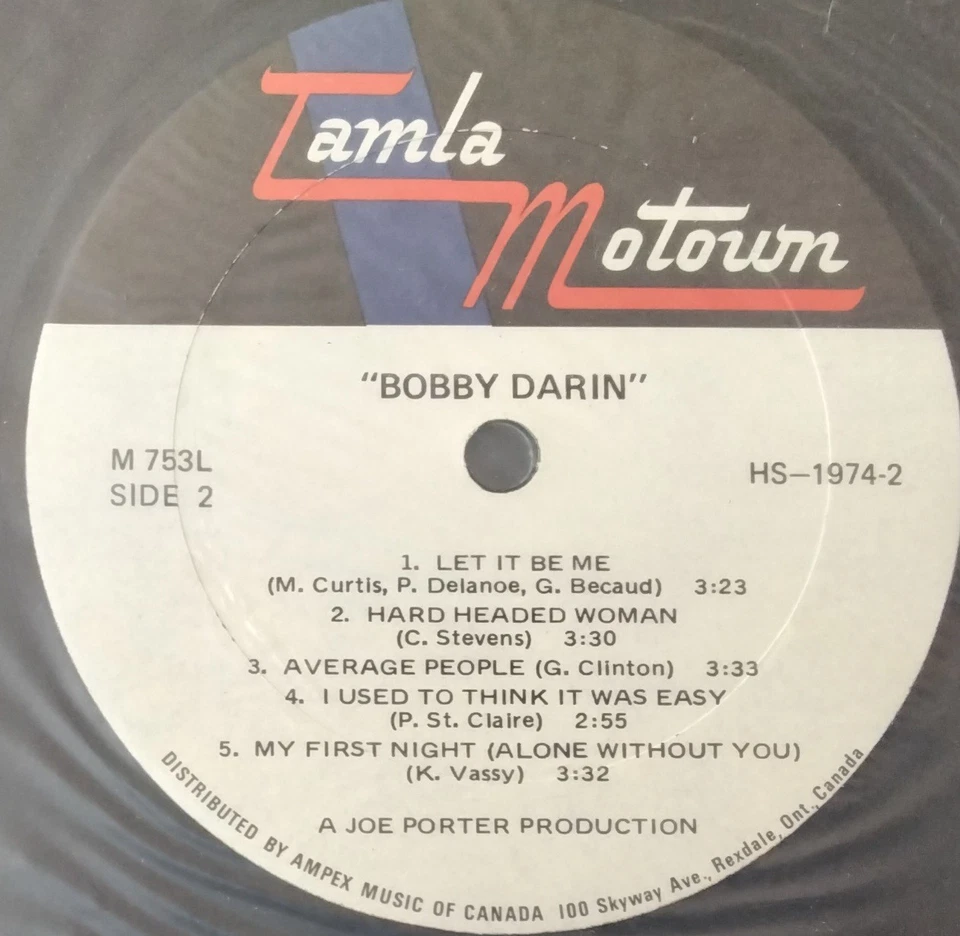 Tamla
Motown
"BOBBY DARIN"
M 753L
SIDE 2
HS-1974-2
1. LET IT BE ME
(M. Curtis, P. Delanoe, G. Becaud) 3:23
2. HARD HEADED WOMAN
(C. Stevens) 3:30
3. AVERAGE PEOPLE (G. Clinton) 3:33
4. I USED TO THINK IT WAS EASY
(P. St. Claire) 2:55
5. MY FIRST NIGHT (ALONE WITHOUT YOU)
(K. Vassy) 3:32
A JOE PORTER PRODUCTION
DISTRIBUTED BY AMPEX MUSIC OF CANADA 100 Skyway Ave., Rexdale, Ont., Canada